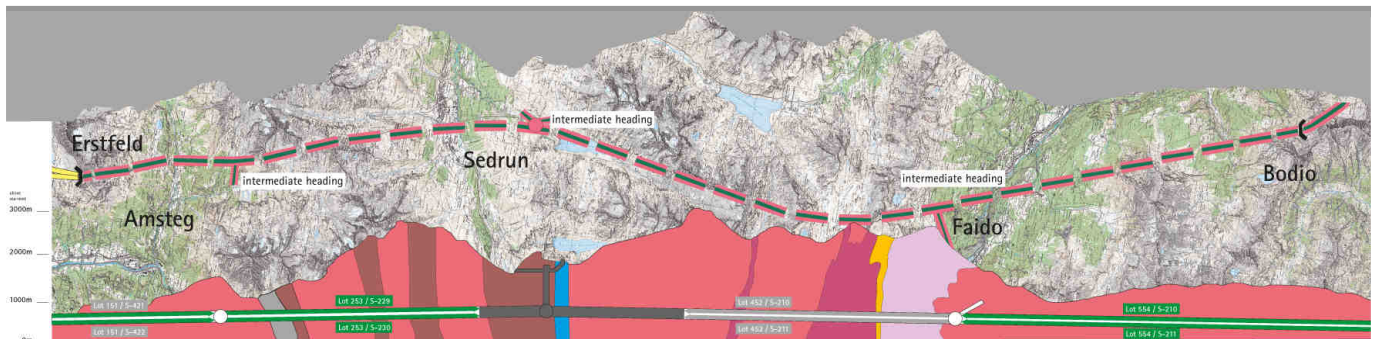 Erstfeld
Amsteg
intermediate heading
Sedrun
intermediate heading
intermediate heading
Faido
Bodio
3000m
2000m
1000m
0m
Lot 151 / S-421
Lot 151 / S-422
Lot 253 / S-229
Lot 253 / S-230
Lot 452 / S-210
Lot 452 / S-211
Lot 554 / S-210
Lot 554 / S-211